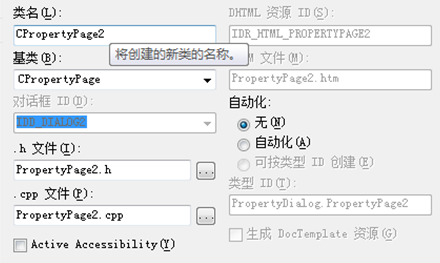 类名(L):
CPropertyPage2
将创建的新类的名称。
基类(B):
CPropertyPage
对话框 ID(D):
IDD_DIALOG2
.h 文件(I):
PropertyPage2.h
...
.cpp 文件(P):
PropertyPage2.cpp
...
Active Accessibility(Y)
DHTML 资源 ID(S):
IDR_HTML_PROPERTYPAGE2
文件(M):
PropertyPage2.htm
自动化:
无(N)
自动化(A)
可按类型 ID 创建(E)
类型 ID(T):
PropertyDialog.PropertyPage2
生成 DocTemplate 资源(G)